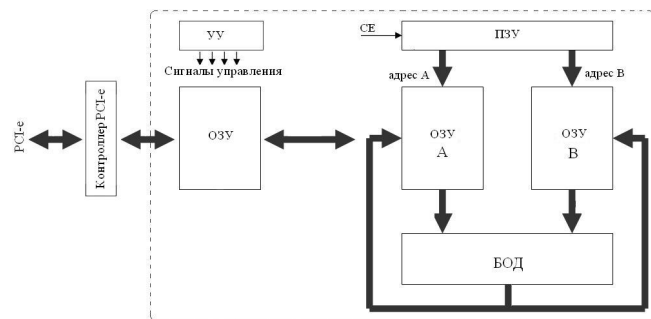 УУ
Сигналы управления
CE
ПЗУ
адрес А
адрес В
PCI-e
Контроллер PCI-e
ОЗУ
ОЗУ
А
ОЗУ
В
БОД